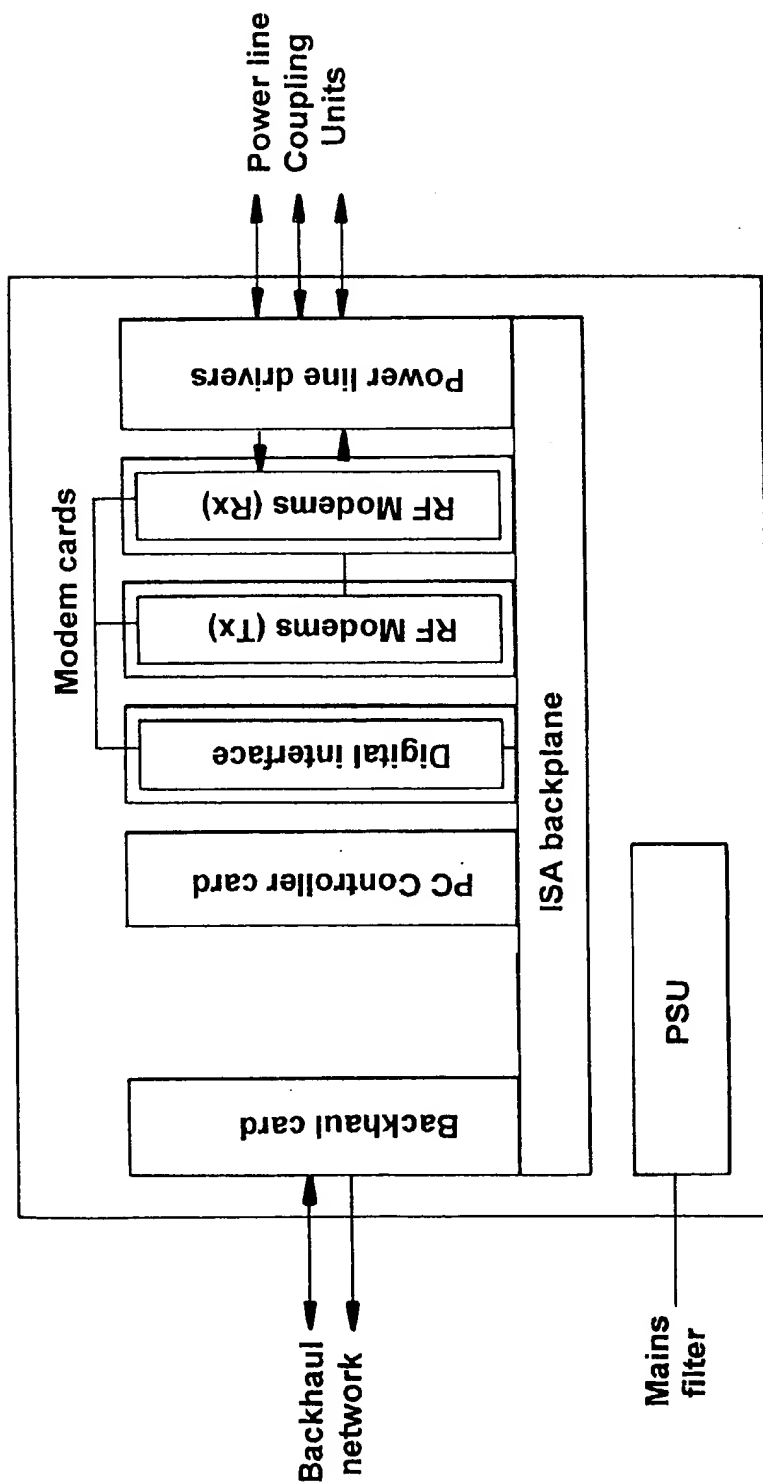 Modem cards
Backhaul card
PC Controller card
Digital interface
RF Modems (Tx)
RF Modems (Rx)
Power line drivers
Power line
Coupling
Units
ISA backplane
Backhaul
network
PSU
Mains
filter